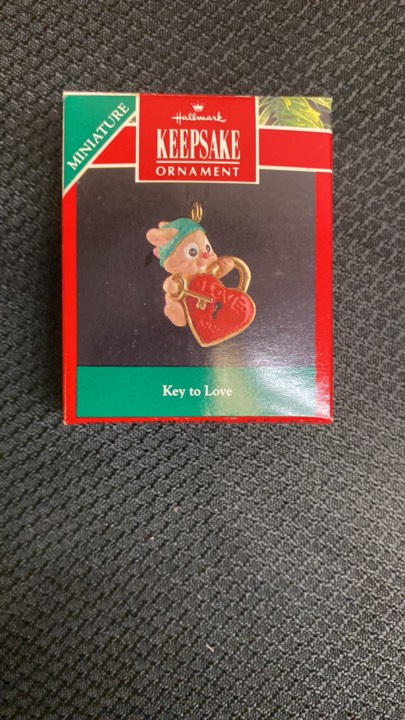 MINIATURE
Hallmark
KEEPSAKE
ORNAMENT
LOVE
Key to Love